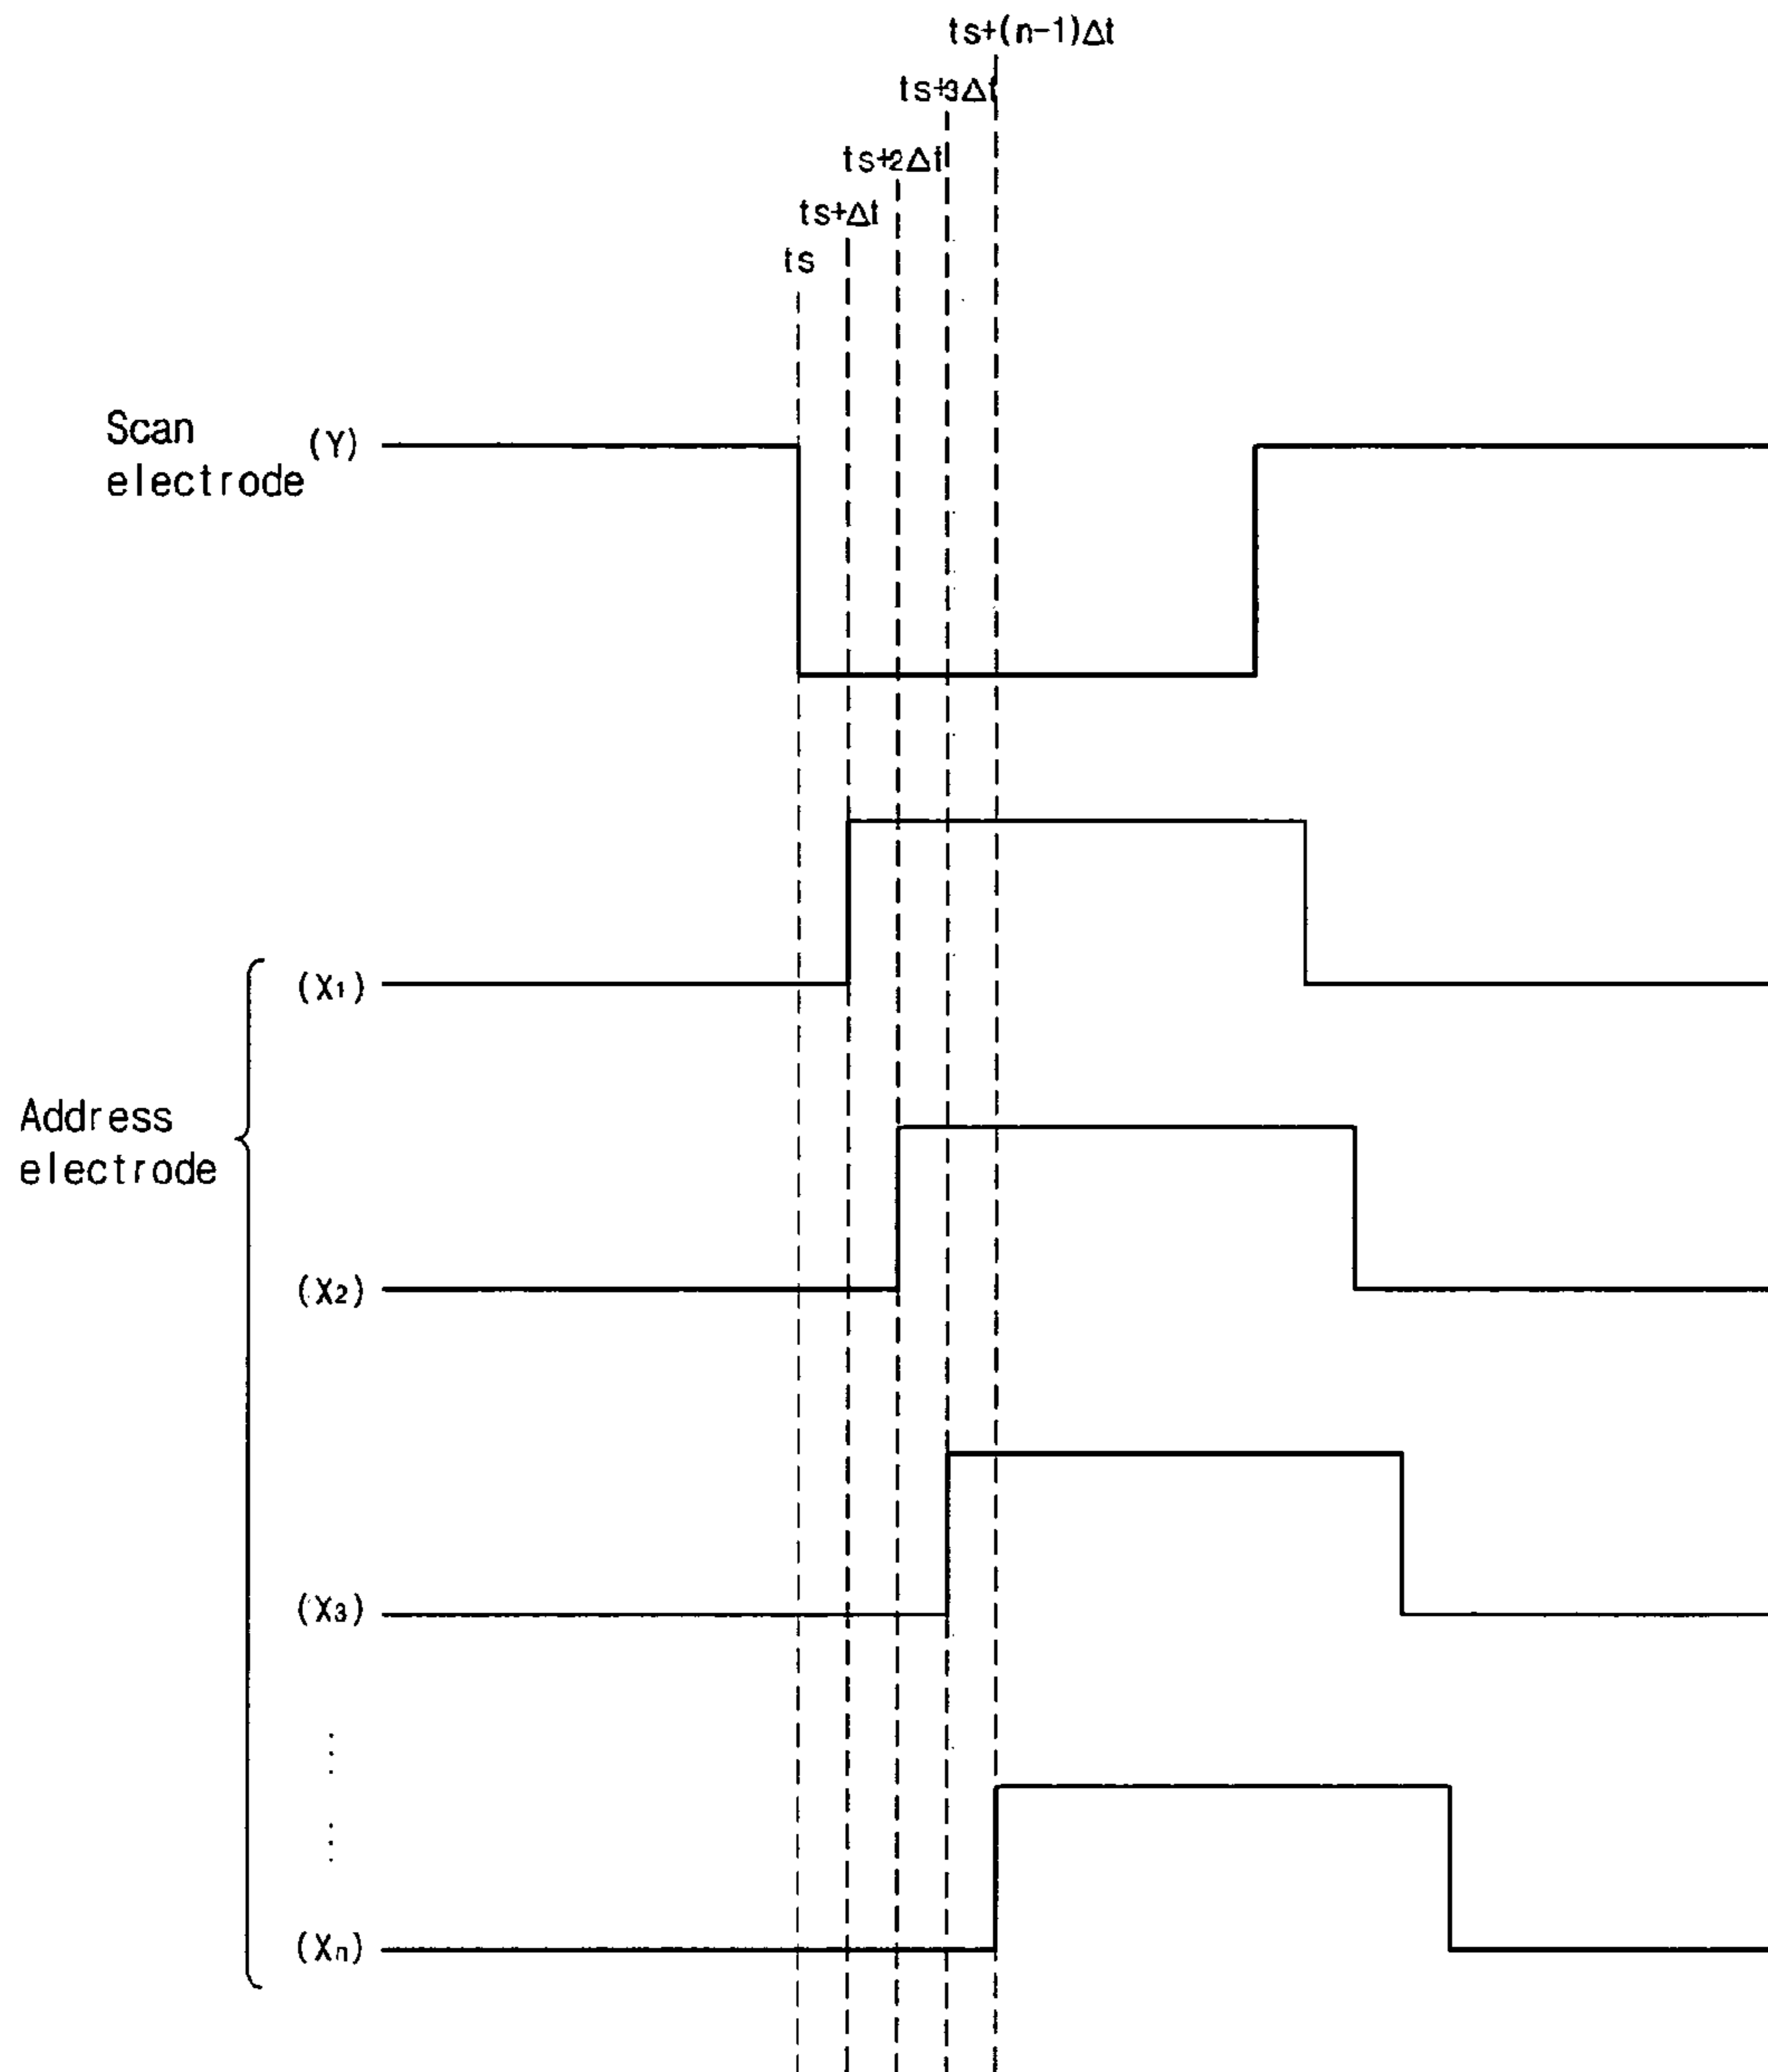 ts+(n-1)Δt
ts+3Δt
ts+2Δt
ts+Δt
ts
Scan
electrode
(Y)
(X1)
Address
electrode
(X2)
(X3)
(Xn)